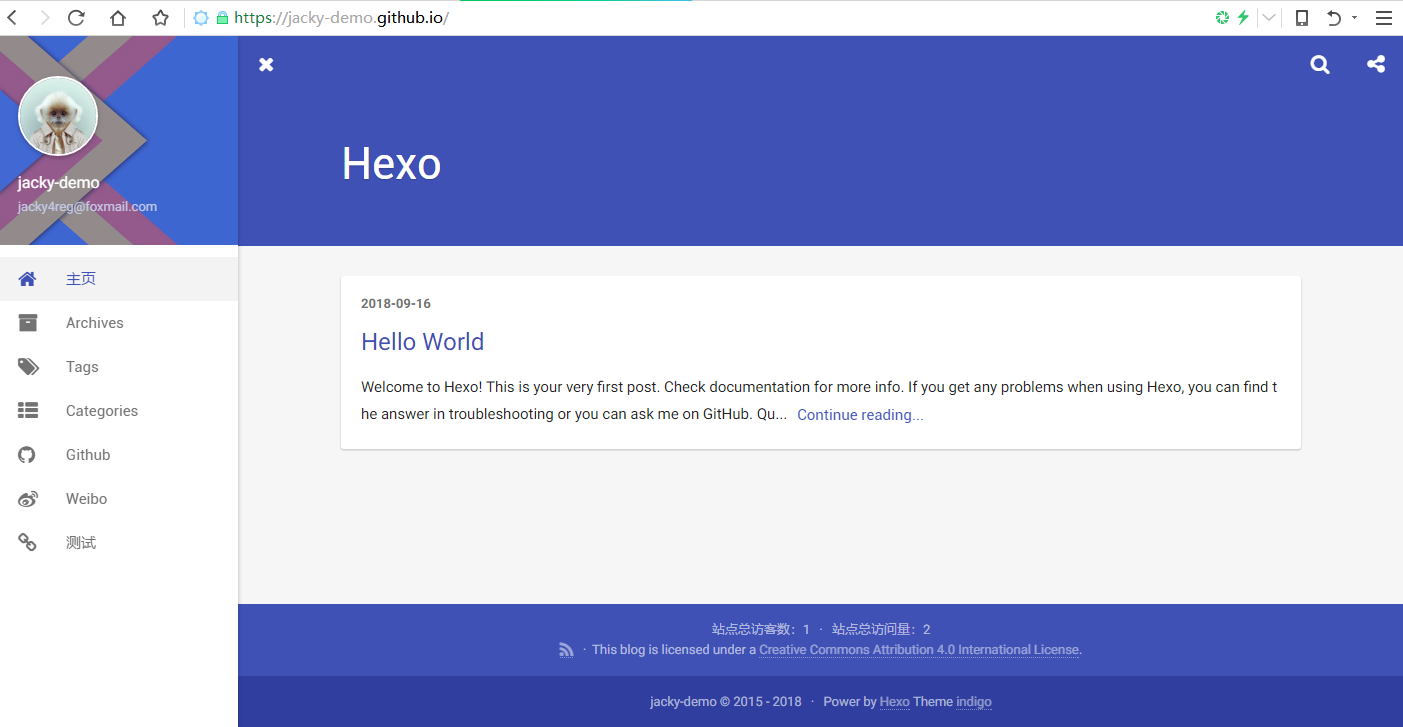 https://jacky-demo.github.io/
jacky-demo
jacky4reg@foxmail.com
主页
Archives
Tags
Categories
Github
Weibo
测试
Hexo
2018-09-16
Hello World
Welcome to Hexo! This is your very first post. Check documentation for more info. If you get any problems when using Hexo, you can find t
he answer in troubleshooting or you can ask me on GitHub. Qu... Continue reading...
站点总访客数：1 · 站点总访问量：2
· This blog is licensed under a Creative Commons Attribution 4.0 International License.
jacky-demo © 2015 - 2018 · Power by Hexo Theme indigo